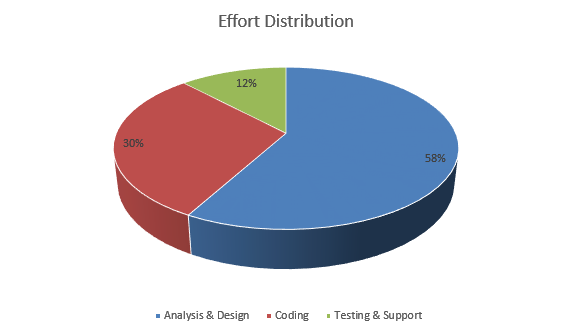 Effort Distribution
12%
30%
58%
Analysis & Design Coding Testing & Support